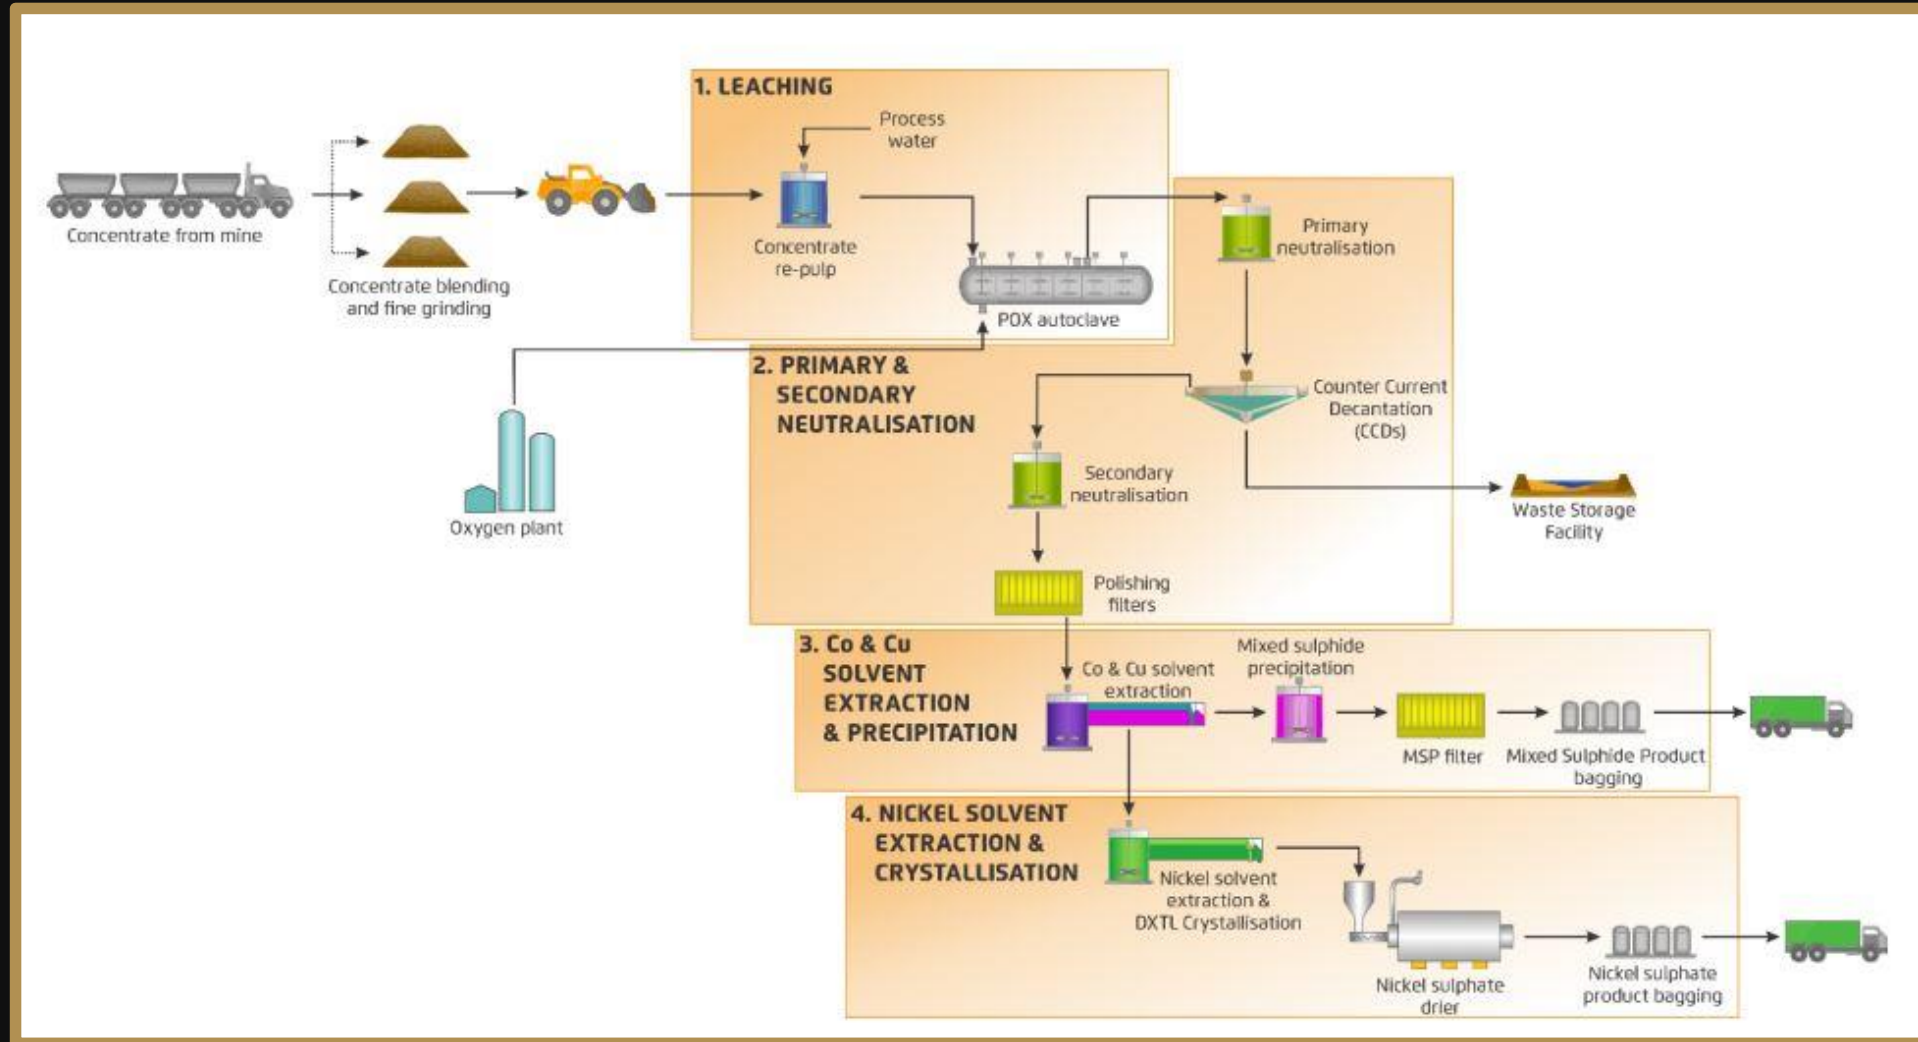 1. LEACHING
Process
water
Concentrate from mine
Concentrate blending
and fine grinding
Concentrate
re-pulp
POX autoclave
Primary
neutralisation
2. PRIMARY &
SECONDARY
NEUTRALISATION
Counter Current
Decantation
(CCDs)
Secondary
neutralisation
Oxygen plant
Waste Storage
Facility
Polishing
filters
3. Co & Cu
SOLVENT
EXTRACTION
& PRECIPITATION
Co & Cu solvent
extraction
Mixed sulphide
precipitation
MSP filter
Mixed Sulphide Product
bagging
4. NICKEL SOLVENT
EXTRACTION &
CRYSTALLISATION
Nickel solvent
extraction &
DXTL Crystallisation
Nickel sulphate
drier
Nickel sulphate
product bagging